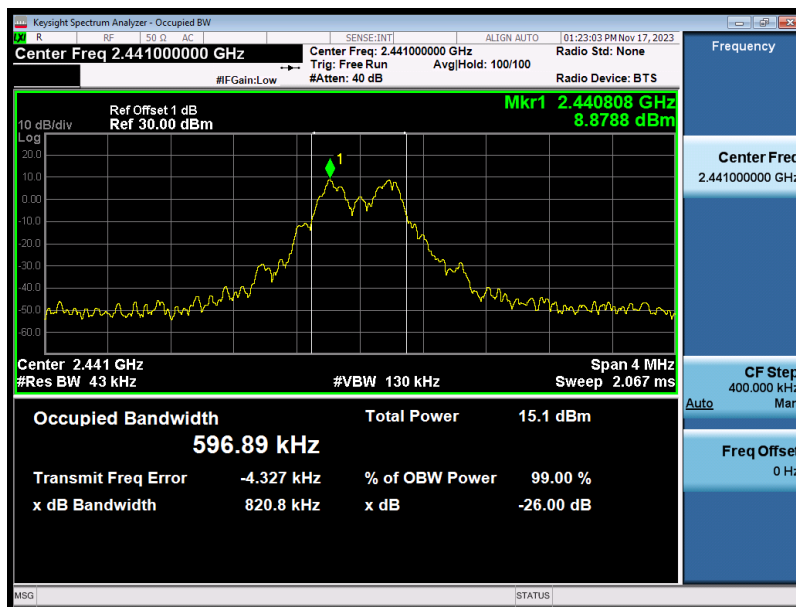 Keysight Spectrum Analyzer - Occupied BW
LXI R RF 50 Ω AC SENSE:INT ALIGN AUTO 01:23:03 PM Nov 17, 2023
Center Freq 2.441000000 GHz Center Freq: 2.441000000 GHz Radio Std: None
Trig: Free Run Avg|Hold: 100/100
#IFGain:Low #Atten: 40 dB Radio Device: BTS
Mkr1 2.440808 GHz
8.8788 dBm
Ref Offset 1 dB
10 dB/div Ref 30.00 dBm
Log
20.0
10.0
0.00
-10.0
-20.0
-30.0
-40.0
-50.0
-60.0
1
Center 2.441 GHz Span 4 MHz
#Res BW 43 kHz #VBW 130 kHz Sweep 2.067 ms
Occupied Bandwidth Total Power 15.1 dBm
596.89 kHz
Transmit Freq Error -4.327 kHz % of OBW Power 99.00 %
x dB Bandwidth 820.8 kHz x dB -26.00 dB
MSG STATUS
Frequency
Center Freq
2.441000000 GHz
CF Step
400.000 kHz
Auto Man
Freq Offset
0 Hz